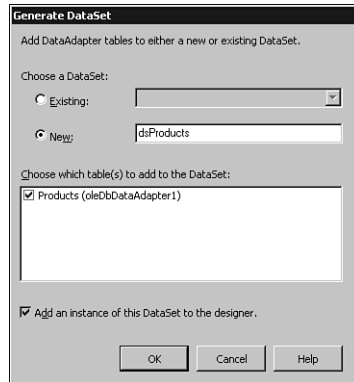 Generate DataSet
Add DataAdapter tables to either a new or existing DataSet.
Choose a DataSet:
Existing:
New: dsProducts
Choose which table(s) to add to the DataSet:
Products (oleDbDataAdapter1)
Add an instance of this DataSet to the designer.
OK Cancel Help